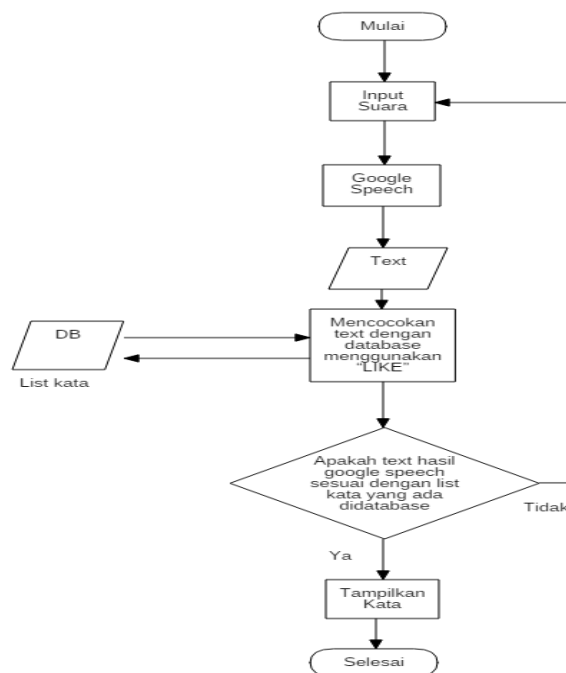 Mulai
Input
Suara
Google
Speech
Text
Mencocokan
text dengan
database
menggunakan
"LIKE"
DB
List kata
Apakah text hasil
google speech
sesuai dengan list
kata yang ada
didatabase
Tidak
Ya
Tampilkan
Kata
Selesai